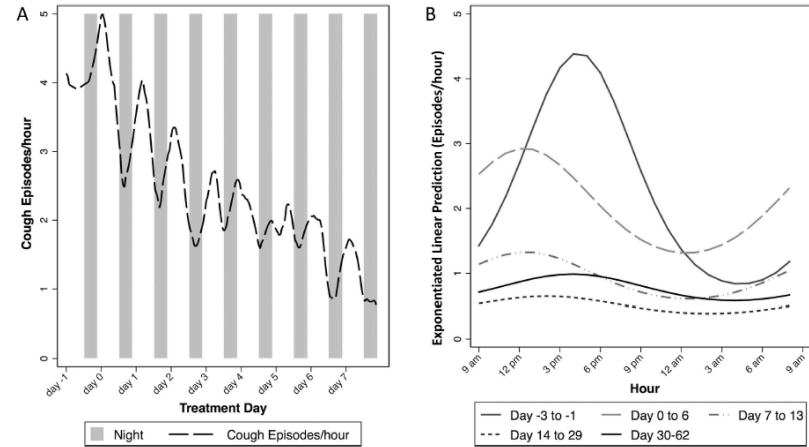 A
Cough Episodes/hour
5
4
3
2
1
0
day -1
day 0
day 1
day 2
day 3
day 4
day 5
day 6
day 7
Treatment Day
Night
Cough Episodes/hour
B
Exponentiated Linear Prediction (Episodes/hour)
5
4
3
2
1
0
9 am
12 pm
3 pm
6 pm
9 pm
12 am
3 am
6 am
9 am
Hour
Day -3 to -1
Day 0 to 6
Day 7 to 13
Day 14 to 29
Day 30-62